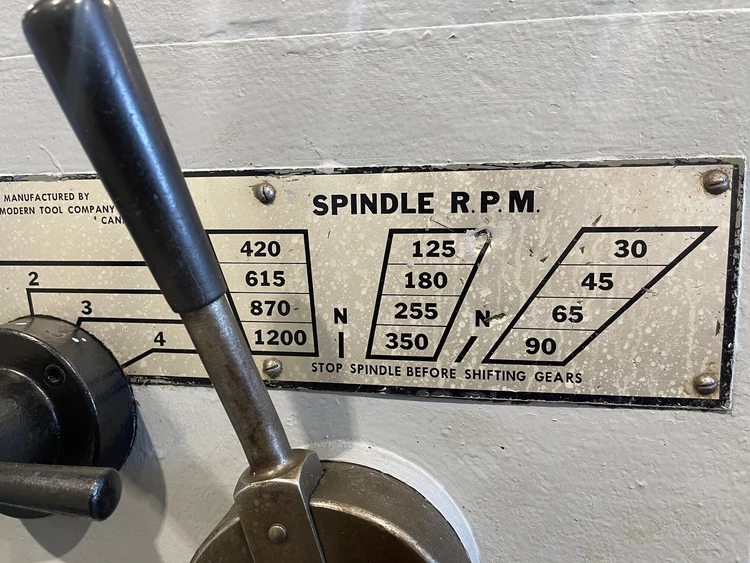 MANUFACTURED BY
MODERN TOOL COMPANY
SPINDLE R.P.M.
420 125 30
2 615 180 45
3 870 N 255 N 65
4 1200 350 90
STOP SPINDLE BEFORE SHIFTING GEARS